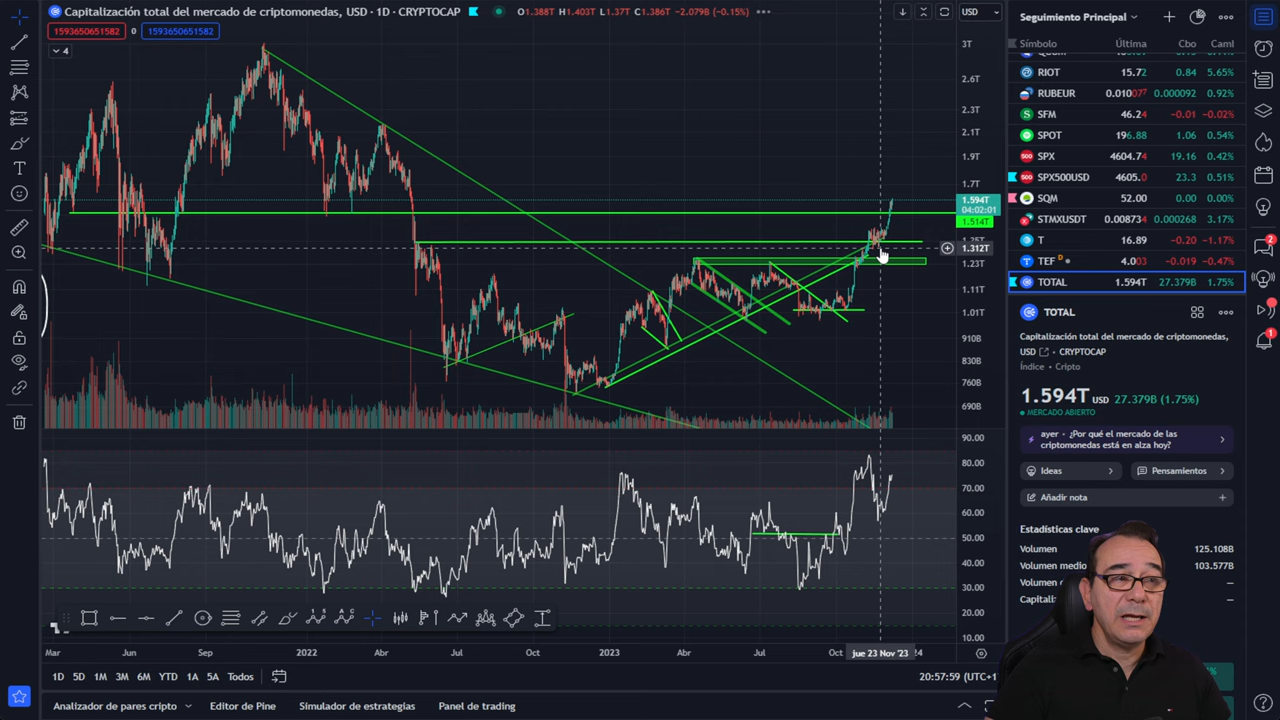 Capitalización total del mercado de criptomonedas, USD · 1D · CRYPTOCAP O1.388T H1.403T L1.37T C1.386T −2.079B (−0.15%)
1593650651582 0 1593650651582
4
USD
3T
2.6T
2.3T
2.1T
1.9T
1.7T
1.594T
04:02:01
1.514T
1.312T
1.23T
1.11T
1.01T
910B
830B
760B
690B
90.00
80.00
70.00
60.00
50.00
40.00
30.00
20.00
10.00
Mar Jun Sep 2022 Abr Jul Oct 2023 Abr Jul Oct jue 23 Nov '23 24
1D 5D 1M 3M 6M YTD 1A 5A Todos 20:57:59 (UTC+1
Analizador de pares cripto Editor de Pine Simulador de estrategias Panel de trading
Seguimiento Principal
Símbolo Última Cbo Cam%
RIOT 15.72 0.84 5.65%
RUBEUR 0.01007 0.000092 0.92%
SFM 46.24 −0.01 −0.02%
SPOT 196.88 1.06 0.54%
SPX 4604.7 19.16 0.42%
SPX500USD 4605.0 23.3 0.51%
SQM 52.00 0.00 0.00%
STMXUSDT 0.00873 0.000268 3.17%
T 16.89 −0.20 −1.17%
TEF D 4.003 −0.019 −0.47%
TOTAL 1.594T 27.379B 1.75%
TOTAL
Capitalización total del mercado de criptomonedas,
USD · CRYPTOCAP
Índice · Cripto
1.594T USD 27.379B (1.75%)
MERCADO ABIERTO
ayer · ¿Por qué el mercado de las
criptomonedas está en alza hoy?
Ideas Pensamientos
Añadir nota
Estadísticas clave
Volumen 125.108B
Volumen medio 103.577B
Volumen d —
Capitaliz —